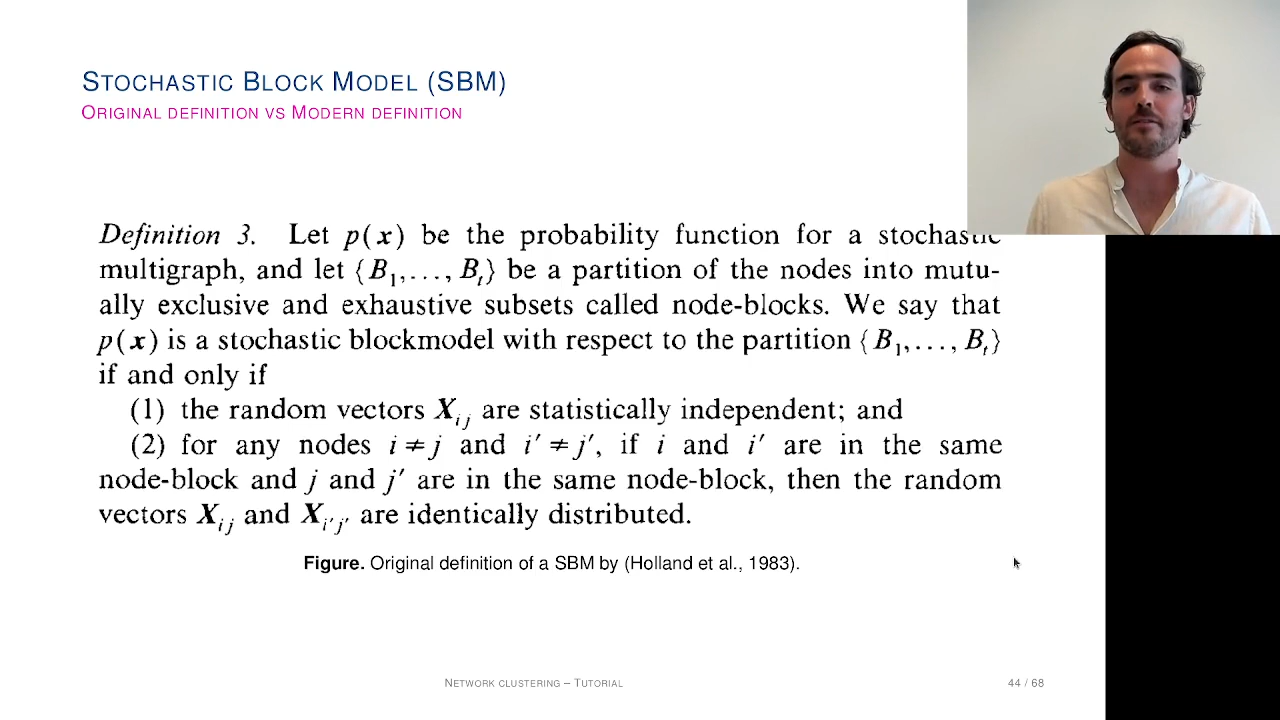 STOCHASTIC BLOCK MODEL (SBM)
ORIGINAL DEFINITION VS MODERN DEFINITION
Definition 3. Let p(x) be the probability function for a stochastic
multigraph, and let {B₁,..., Bₜ} be a partition of the nodes into mutu-
ally exclusive and exhaustive subsets called node-blocks. We say that
p(x) is a stochastic blockmodel with respect to the partition {B₁,..., Bₜ}
if and only if
(1) the random vectors Xᵢⱼ are statistically independent; and
(2) for any nodes i≠j and i′≠j′, if i and i′ are in the same
node-block and j and j′ are in the same node-block, then the random
vectors Xᵢⱼ and Xᵢ′ⱼ′ are identically distributed.
Figure. Original definition of a SBM by (Holland et al., 1983).
NETWORK CLUSTERING – TUTORIAL
44 / 68